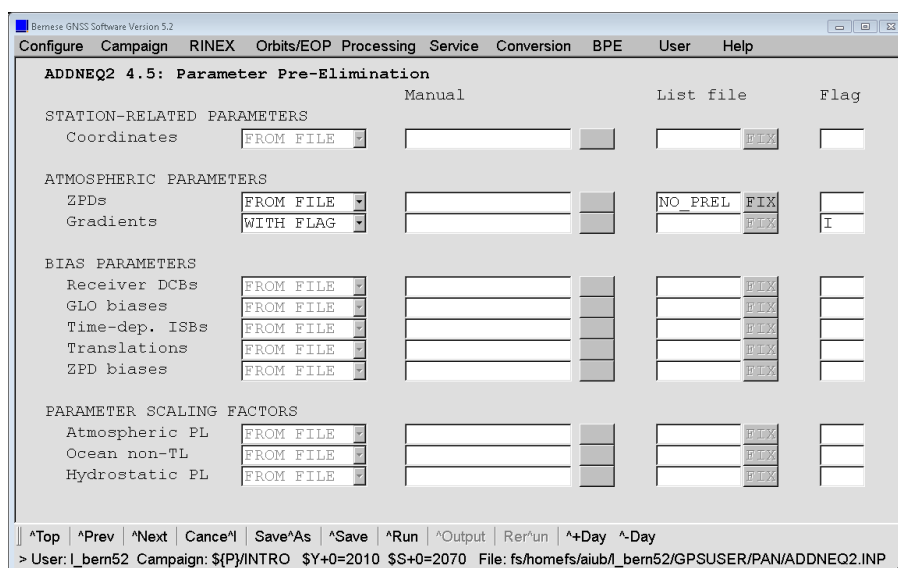 Bernese GNSS Software Version 5.2
Configure Campaign RINEX Orbits/EOP Processing Service Conversion BPE User Help
ADDNEQ2 4.5: Parameter Pre-Elimination
Manual List file Flag
STATION-RELATED PARAMETERS
Coordinates FROM FILE FIX
ATMOSPHERIC PARAMETERS
ZPDs FROM FILE NO_PREL FIX
Gradients WITH FLAG FIX I
BIAS PARAMETERS
Receiver DCBs FROM FILE FIX
GLO biases FROM FILE FIX
Time-dep. ISBs FROM FILE FIX
Translations FROM FILE FIX
ZPD biases FROM FILE FIX
PARAMETER SCALING FACTORS
Atmospheric PL FROM FILE FIX
Ocean non-TL FROM FILE FIX
Hydrostatic PL FROM FILE FIX
^Top ^Prev ^Next Cance^l Save^As ^Save ^Run ^Output Rer^un ^+Day ^-Day
> User: l_bern52 Campaign: ${P}/INTRO $Y+0=2010 $S+0=2070 File: fs/homefs/aiub/l_bern52/GPSUSER/PAN/ADDNEQ2.INP